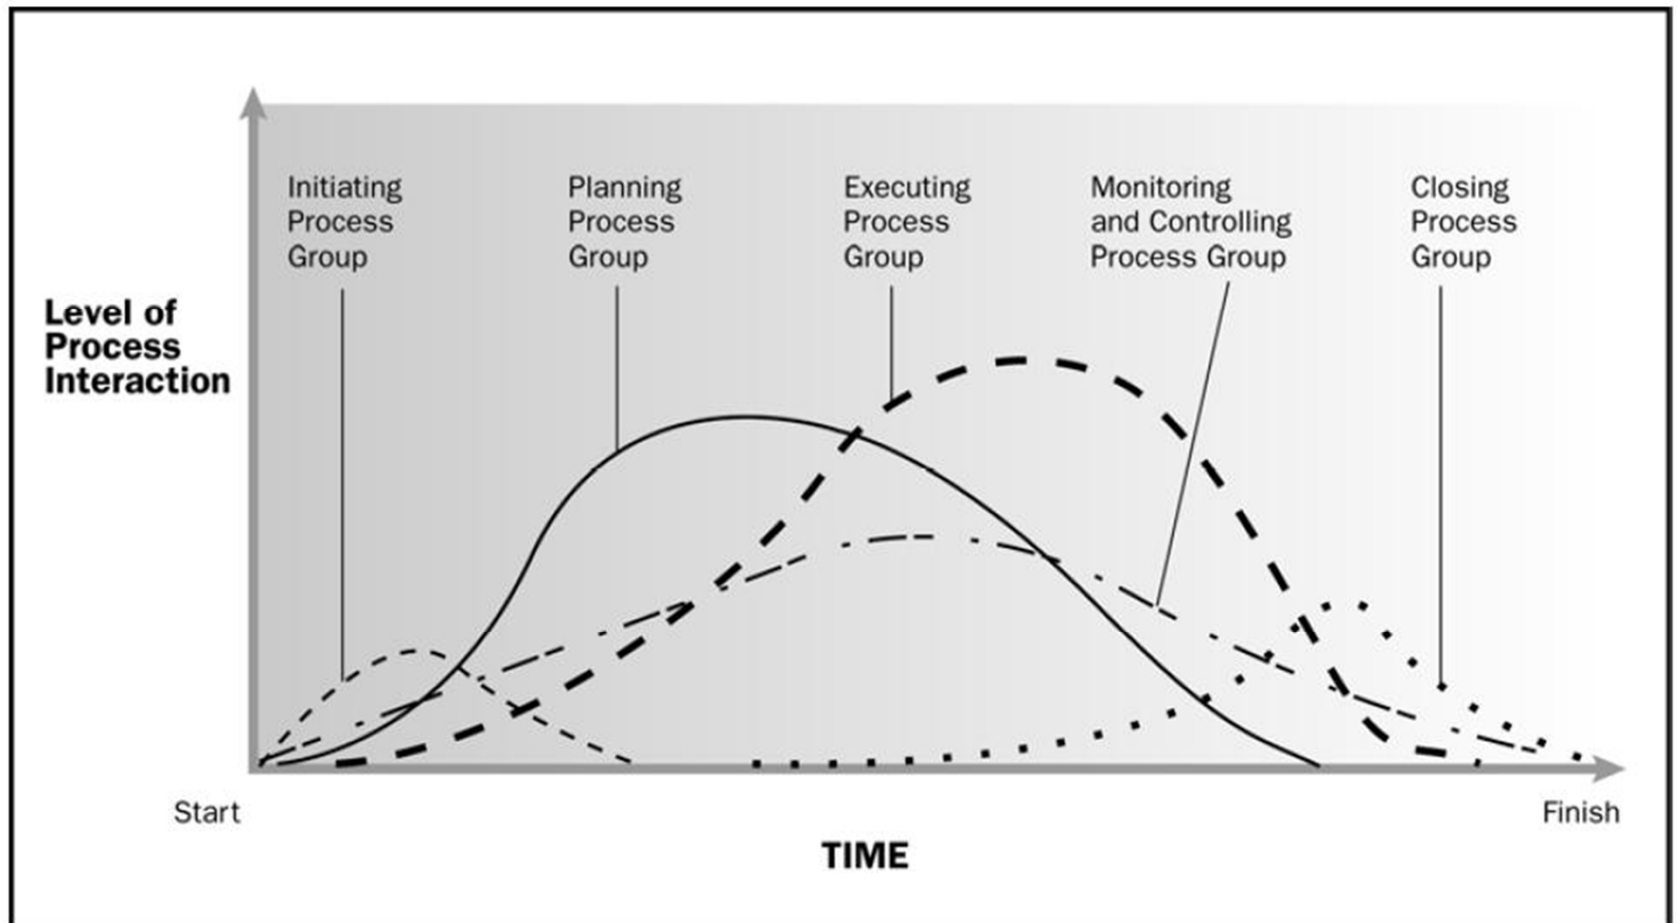 Initiating
Process
Group
Planning
Process
Group
Executing
Process
Group
Monitoring
and Controlling
Process Group
Closing
Process
Group
Level of
Process
Interaction
Start
Finish
TIME